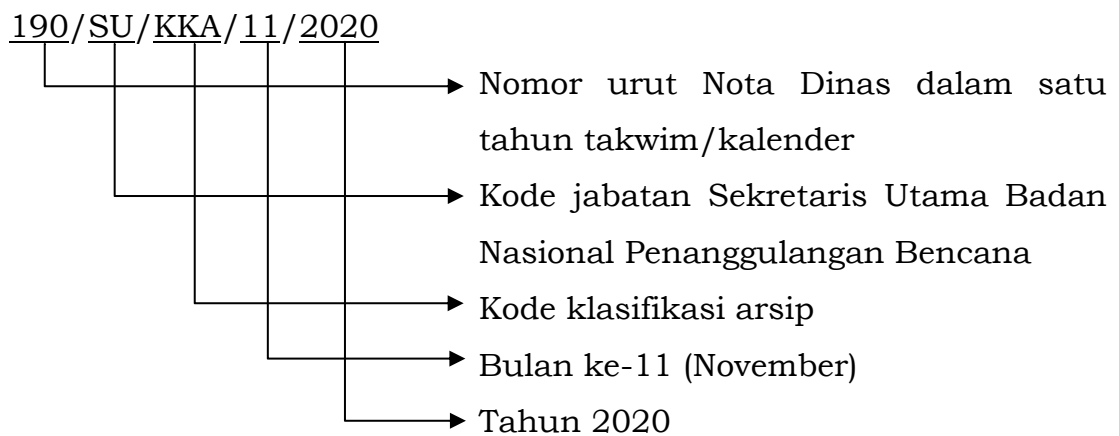 190/SU/KKA/11/2020
Nomor urut Nota Dinas dalam satu
tahun takwim/kalender
Kode jabatan Sekretaris Utama Badan
Nasional Penanggulangan Bencana
Kode klasifikasi arsip
Bulan ke-11 (November)
Tahun 2020